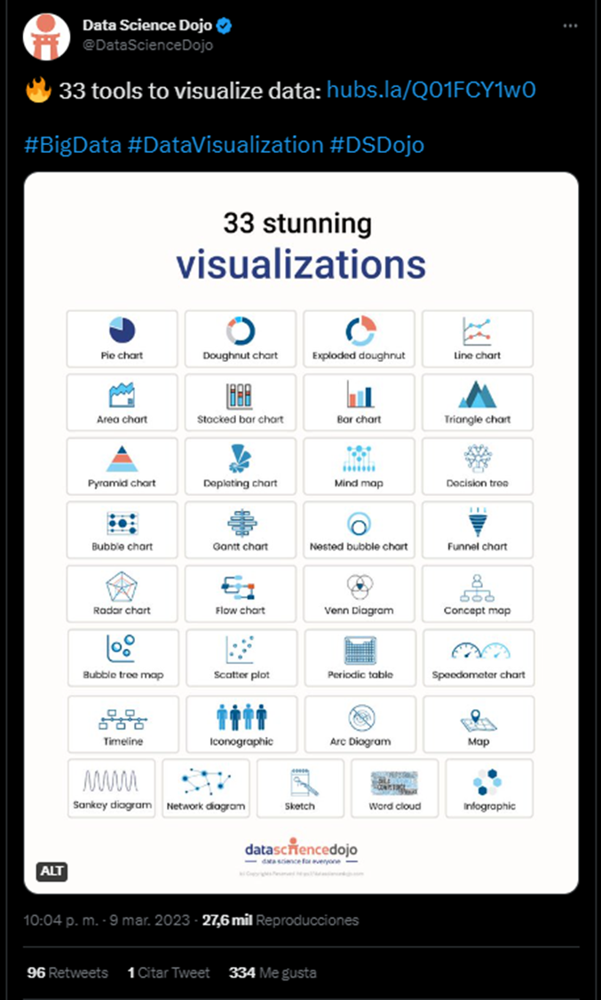 Data Science Dojo
@DataScienceDojo
33 tools to visualize data: hubs.la/Q01FCY1w0
#BigData #DataVisualization #DSDojo
33 stunning
visualizations
Pie chart
Doughnut chart
Exploded doughnut
Line chart
Area chart
Stacked bar chart
Bar chart
Triangle chart
Pyramid chart
Depleting chart
Mind map
Decision tree
Bubble chart
Gantt chart
Nested bubble chart
Funnel chart
Radar chart
Flow chart
Venn Diagram
Concept map
Bubble tree map
Scatter plot
Periodic table
Speedometer chart
Timeline
Iconographic
Arc Diagram
Map
Sankey diagram
Network diagram
Sketch
Word cloud
Infographic
datasciencedojo
data science for everyone
ALT
10:04 p. m. · 9 mar. 2023 · 27,6 mil Reproducciones
96 Retweets 1 Citar Tweet 334 Me gusta